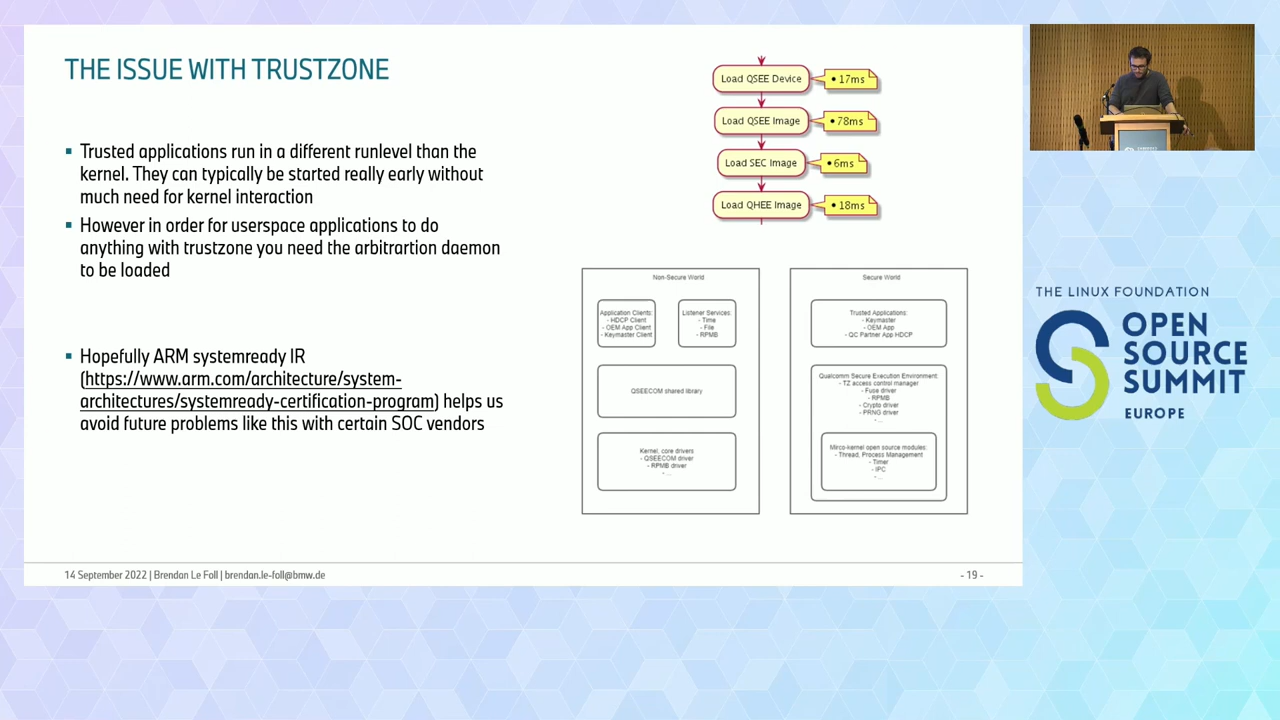 THE ISSUE WITH TRUSTZONE
▪ Trusted applications run in a different runlevel than the
kernel. They can typically be started really early without
much need for kernel interaction
▪ However in order for userspace applications to do
anything with trustzone you need the arbitrartion daemon
to be loaded
▪ Hopefully ARM systemready IR
(https://www.arm.com/architecture/system-
architectures/systemready-certification-program) helps us
avoid future problems like this with certain SOC vendors
Load QSEE Device
• 17ms
Load QSEE Image
• 78ms
Load SEC Image
• 6ms
Load QHEE Image
• 18ms
Non-Secure World
Application Clients:
- HDCP Client
- OEM App Client
- Keymaster Client
Listener Services:
- Time
- File
- RPMB
QSEECOM shared library
Kernel, core drivers:
- QSEECOM driver
- RPMB driver
- ...
Secure World
Trusted Applications:
- Keymaster
- OEM App
- QC Partner App HDCP
Qualcomm Secure Execution Environment:
- TZ access control manager
- Fuse driver
- RPMB
- Crypto driver
- PRNG driver
- ...
Mirco-kernel open source modules:
- Thread, Process Management
- Timer
- IPC
- ...
14 September 2022 | Brendan Le Foll | brendan.le-foll@bmw.de
- 19 -
THE LINUX FOUNDATION
OPEN
SOURCE
SUMMIT
EUROPE